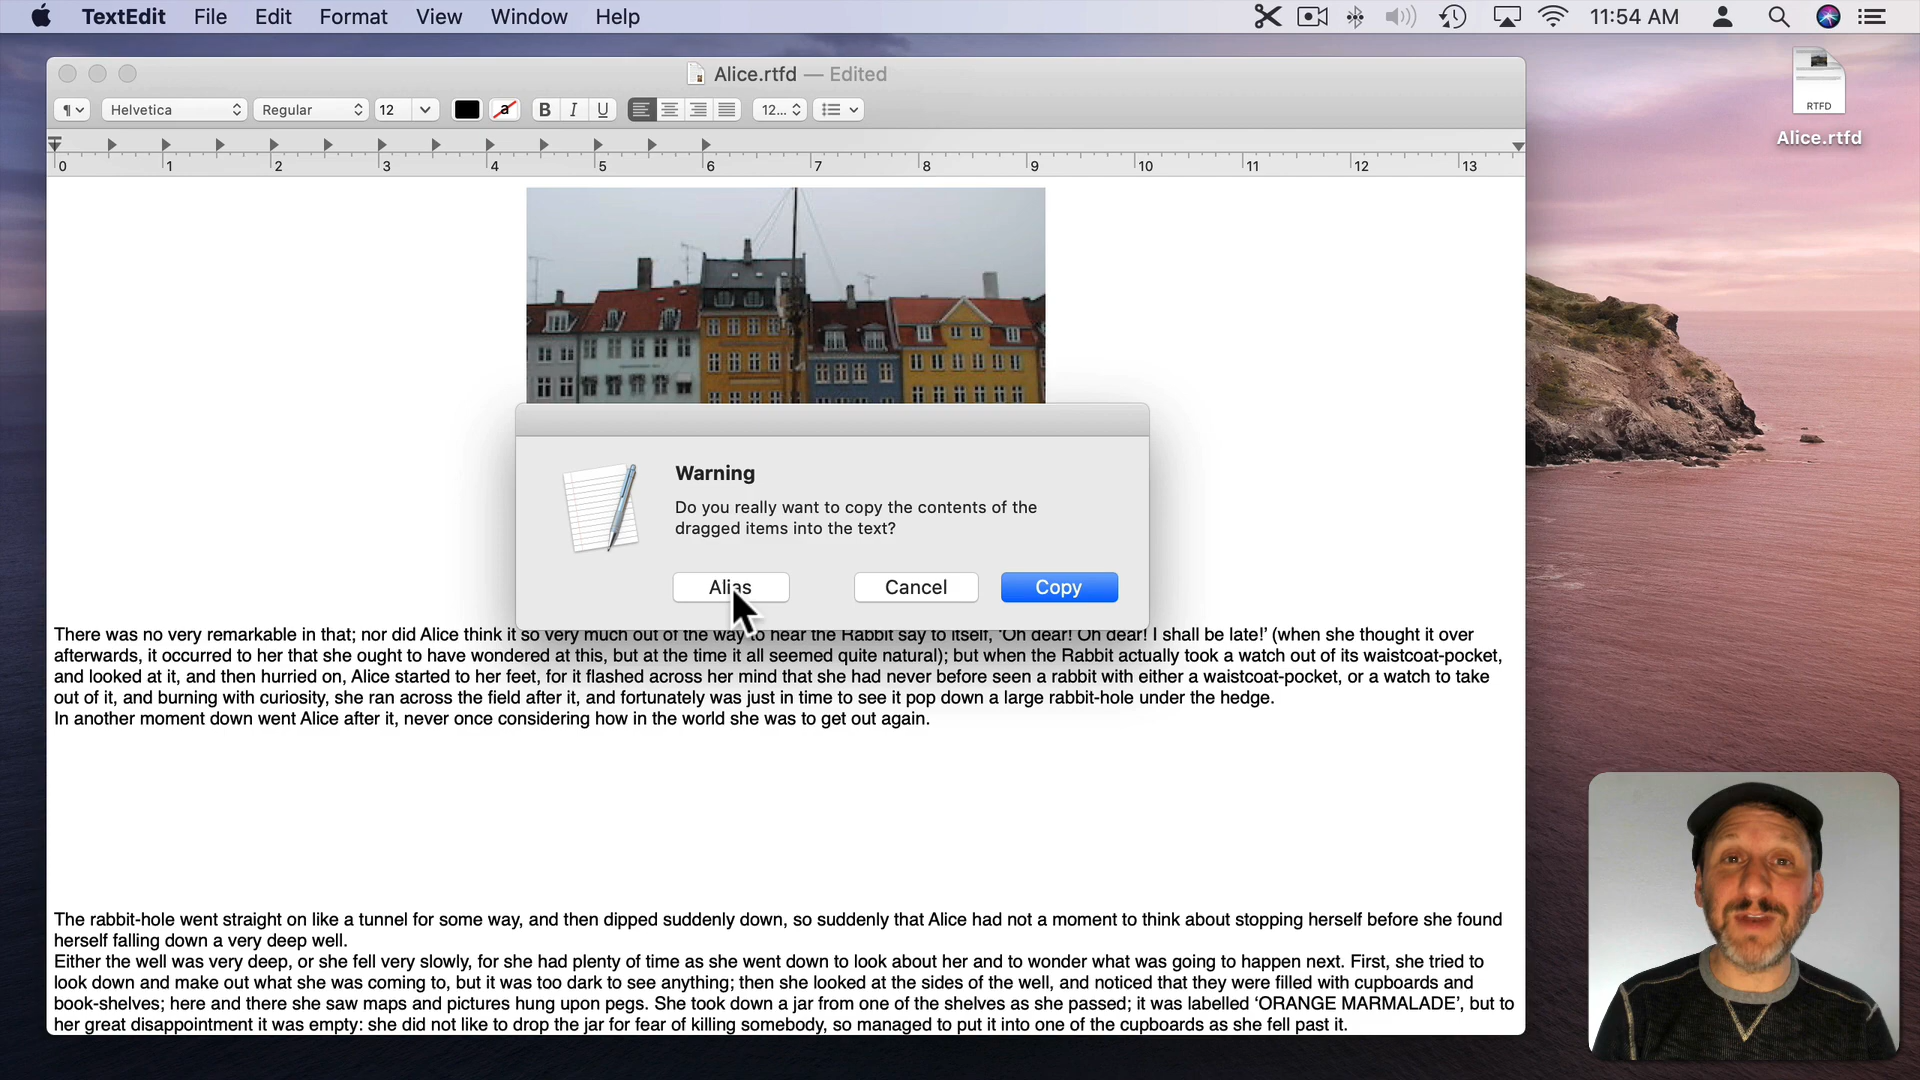 TextEdit File Edit Format View Window Help 11:54 AM
Alice.rtfd — Edited
RTFD
Alice.rtfd
¶ Helvetica Regular 12 a B I U 12...
0 1 2 3 4 5 6 7 8 9 10 11 12 13
Warning
Do you really want to copy the contents of the
dragged items into the text?
Alias Cancel Copy
There was no very remarkable in that; nor did Alice think it so very much out of the way to hear the Rabbit say to itself, ‘Oh dear! Oh dear! I shall be late!’ (when she thought it over
afterwards, it occurred to her that she ought to have wondered at this, but at the time it all seemed quite natural); but when the Rabbit actually took a watch out of its waistcoat-pocket,
and looked at it, and then hurried on, Alice started to her feet, for it flashed across her mind that she had never before seen a rabbit with either a waistcoat-pocket, or a watch to take
out of it, and burning with curiosity, she ran across the field after it, and fortunately was just in time to see it pop down a large rabbit-hole under the hedge.
In another moment down went Alice after it, never once considering how in the world she was to get out again.
The rabbit-hole went straight on like a tunnel for some way, and then dipped suddenly down, so suddenly that Alice had not a moment to think about stopping herself before she found
herself falling down a very deep well.
Either the well was very deep, or she fell very slowly, for she had plenty of time as she went down to look about her and to wonder what was going to happen next. First, she tried to
look down and make out what she was coming to, but it was too dark to see anything; then she looked at the sides of the well, and noticed that they were filled with cupboards and
book-shelves; here and there she saw maps and pictures hung upon pegs. She took down a jar from one of the shelves as she passed; it was labelled ‘ORANGE MARMALADE’, but to
her great disappointment it was empty: she did not like to drop the jar for fear of killing somebody, so managed to put it into one of the cupboards as she fell past it.